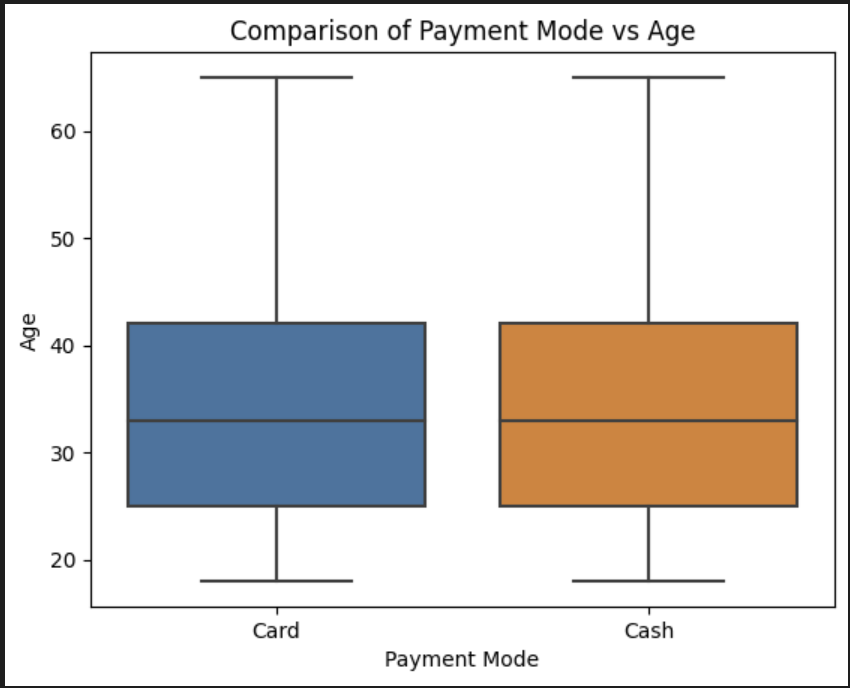 Comparison of Payment Mode vs Age
60
50
40
30
20
Age
Card
Cash
Payment Mode